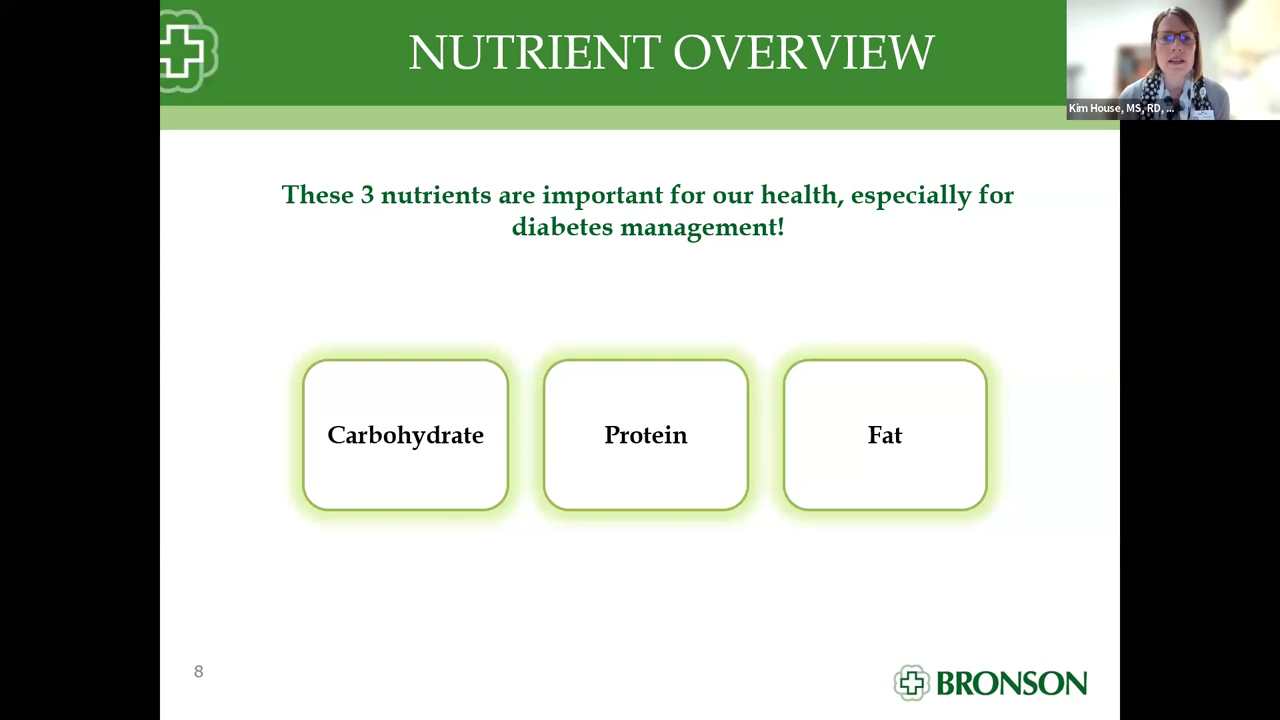 NUTRIENT OVERVIEW
Kim House, MS, RD, ...
These 3 nutrients are important for our health, especially for
diabetes management!
Carbohydrate
Protein
Fat
8
BRONSON